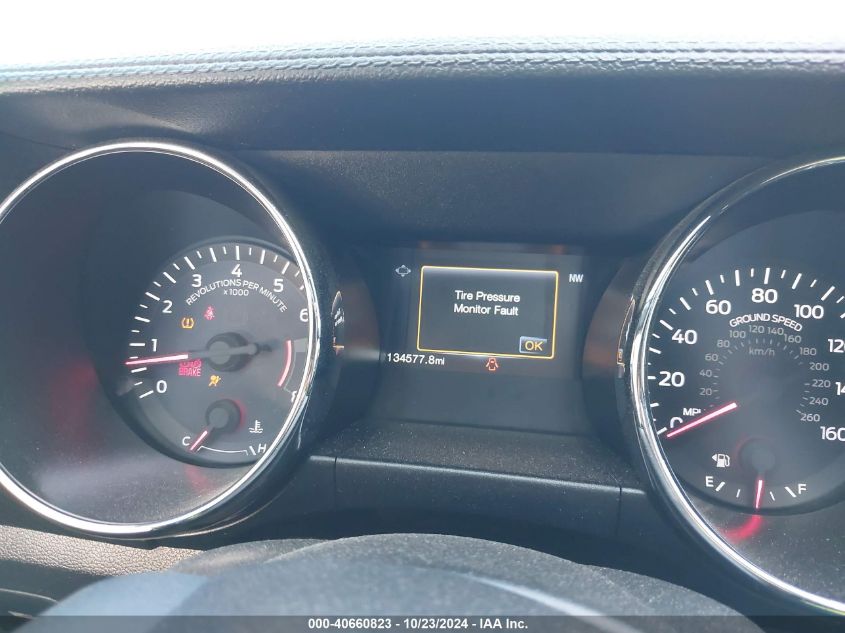 0 1 2 3 4 5 6
REVOLUTIONS PER MINUTE
x1000
BRAKE
C H
NW
Tire Pressure
Monitor Fault
OK
134577.8mi
0 20 40 60 80 100 120 160
GROUND SPEED
20 40 60 80 100 120 140 160 180 200 220 240 260
km/h
E F
000-40660823 - 10/23/2024 - IAA Inc.